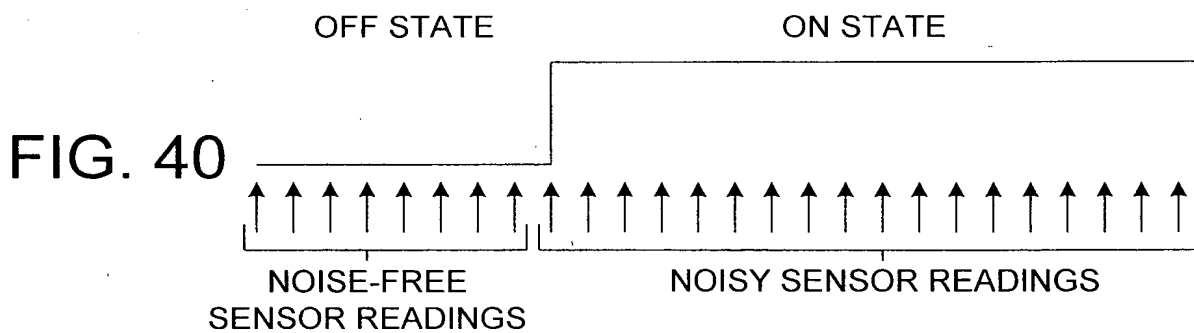 OFF STATE
ON STATE
FIG. 40
NOISE-FREE
SENSOR READINGS
NOISY SENSOR READINGS